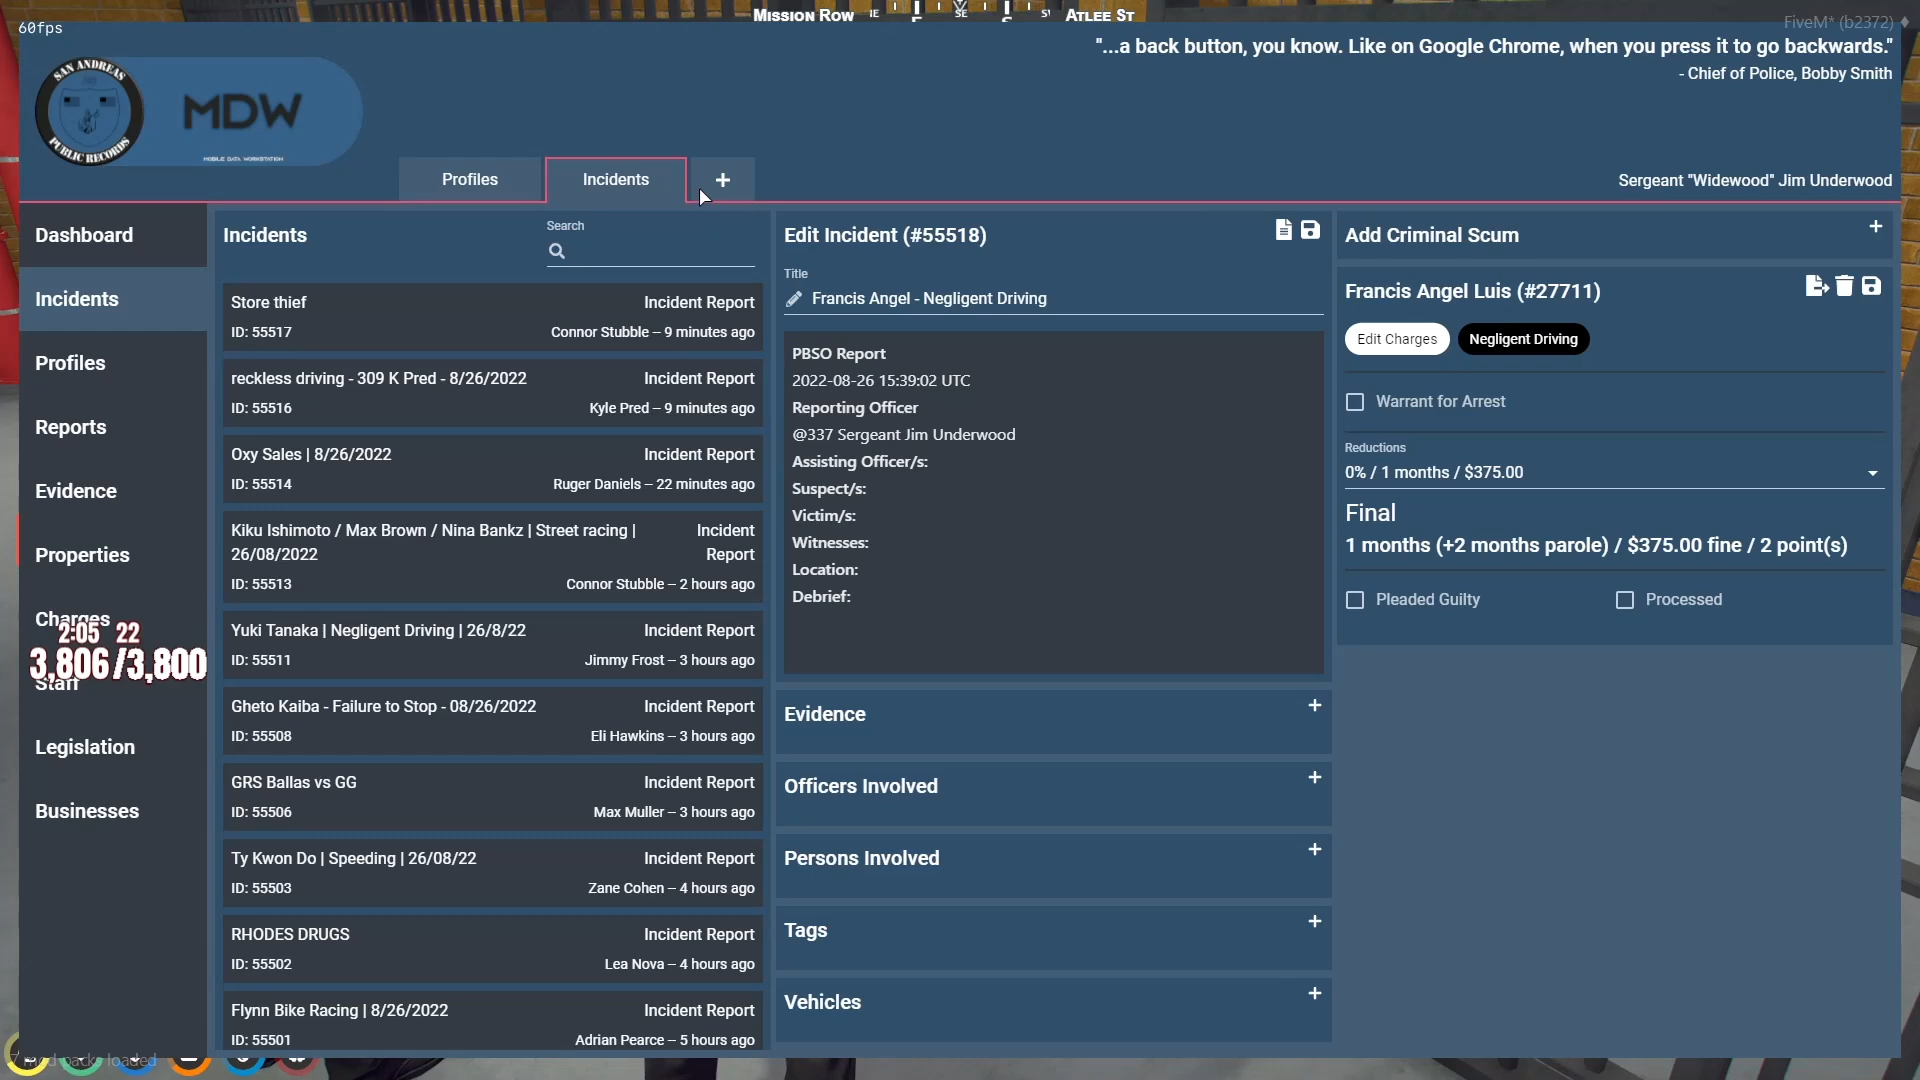 60fps
MISSION ROW
SE
ATLEE ST
FiveM* (b2372)
"...a back button, you know. Like on Google Chrome, when you press it to go backwards."
- Chief of Police, Bobby Smith
SAN ANDREAS
PUBLIC RECORDS
MDW
MOBILE DATA WORKSTATION
Profiles
Incidents
+
Sergeant "Widewood" Jim Underwood
Dashboard
Incidents
Profiles
Reports
Evidence
Properties
Charges
2:05 22
3,806/3,800
Staff
Legislation
Businesses
Incidents
Search
Store thief
Incident Report
ID: 55517
Connor Stubble – 9 minutes ago
reckless driving - 309 K Pred - 8/26/2022
Incident Report
ID: 55516
Kyle Pred – 9 minutes ago
Oxy Sales | 8/26/2022
Incident Report
ID: 55514
Ruger Daniels – 22 minutes ago
Kiku Ishimoto / Max Brown / Nina Bankz | Street racing |
26/08/2022
Incident
Report
ID: 55513
Connor Stubble – 2 hours ago
Yuki Tanaka | Negligent Driving | 26/8/22
Incident Report
ID: 55511
Jimmy Frost – 3 hours ago
Gheto Kaiba - Failure to Stop - 08/26/2022
Incident Report
ID: 55508
Eli Hawkins – 3 hours ago
GRS Ballas vs GG
Incident Report
ID: 55506
Max Muller – 3 hours ago
Ty Kwon Do | Speeding | 26/08/22
Incident Report
ID: 55503
Zane Cohen – 4 hours ago
RHODES DRUGS
Incident Report
ID: 55502
Lea Nova – 4 hours ago
Flynn Bike Racing | 8/26/2022
Incident Report
ID: 55501
Adrian Pearce – 5 hours ago
Edit Incident (#55518)
Title
Francis Angel - Negligent Driving
PBSO Report
2022-08-26 15:39:02 UTC
Reporting Officer
@337 Sergeant Jim Underwood
Assisting Officer/s:
Suspect/s:
Victim/s:
Witnesses:
Location:
Debrief:
Evidence
+
Officers Involved
+
Persons Involved
+
Tags
+
Vehicles
+
Add Criminal Scum
+
Francis Angel Luis (#27711)
Edit Charges
Negligent Driving
Warrant for Arrest
Reductions
0% / 1 months / $375.00
Final
1 months (+2 months parole) / $375.00 fine / 2 point(s)
Pleaded Guilty
Processed
loaded